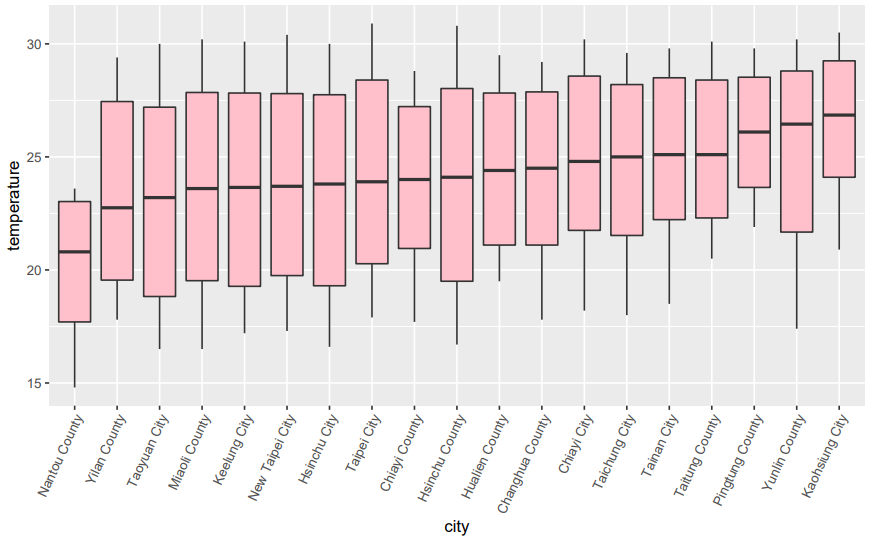 temperature
30
25
20
15
Nantou County
Yilan County
Taoyuan City
Miaoli County
Keelung City
New Taipei City
Hsinchu City
Taipei City
Chiayi County
Hsinchu County
Hualien County
Changhua County
Chiayi City
Taichung City
Tainan City
Taitung County
Pingtung County
Yunlin County
Kaohsiung City
city